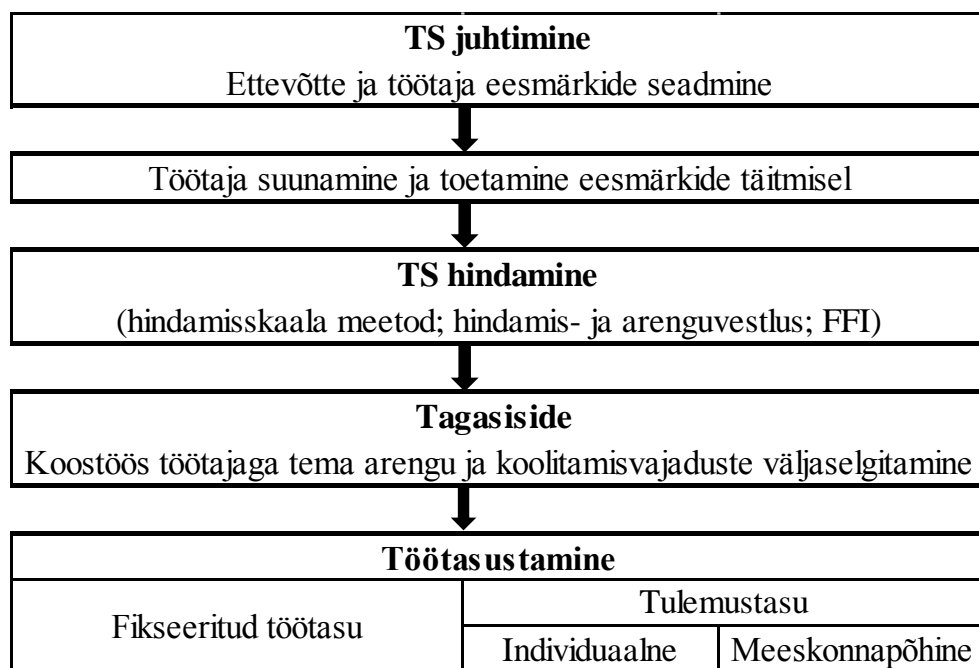 TS juhtimine
Ettevõtte ja töötaja eesmärkide seadmine
Töötaja suunamine ja toetamine eesmärkide täitmisel
TS hindamine
(hindamisskaala meetod; hindamis- ja arenguvestlus; FFI)
Tagasiside
Koostöös töötajaga tema arengu ja koolitamisvajaduste väljaselgitamine
Töötasustamine
Fikseeritud töötasu
Tulemustasu
Individuaalne
Meeskonnapõhine